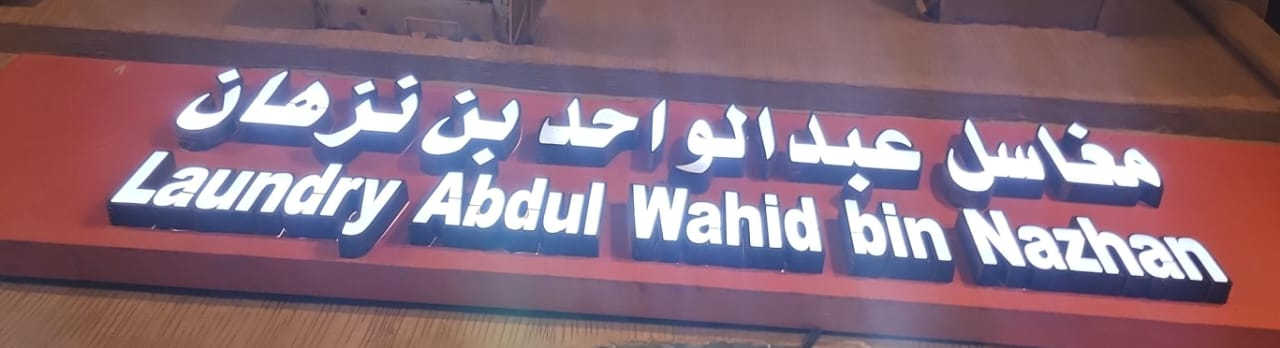 مغاسل عبدالواحد بن نزهان
Laundry Abdul Wahid bin Nazhan